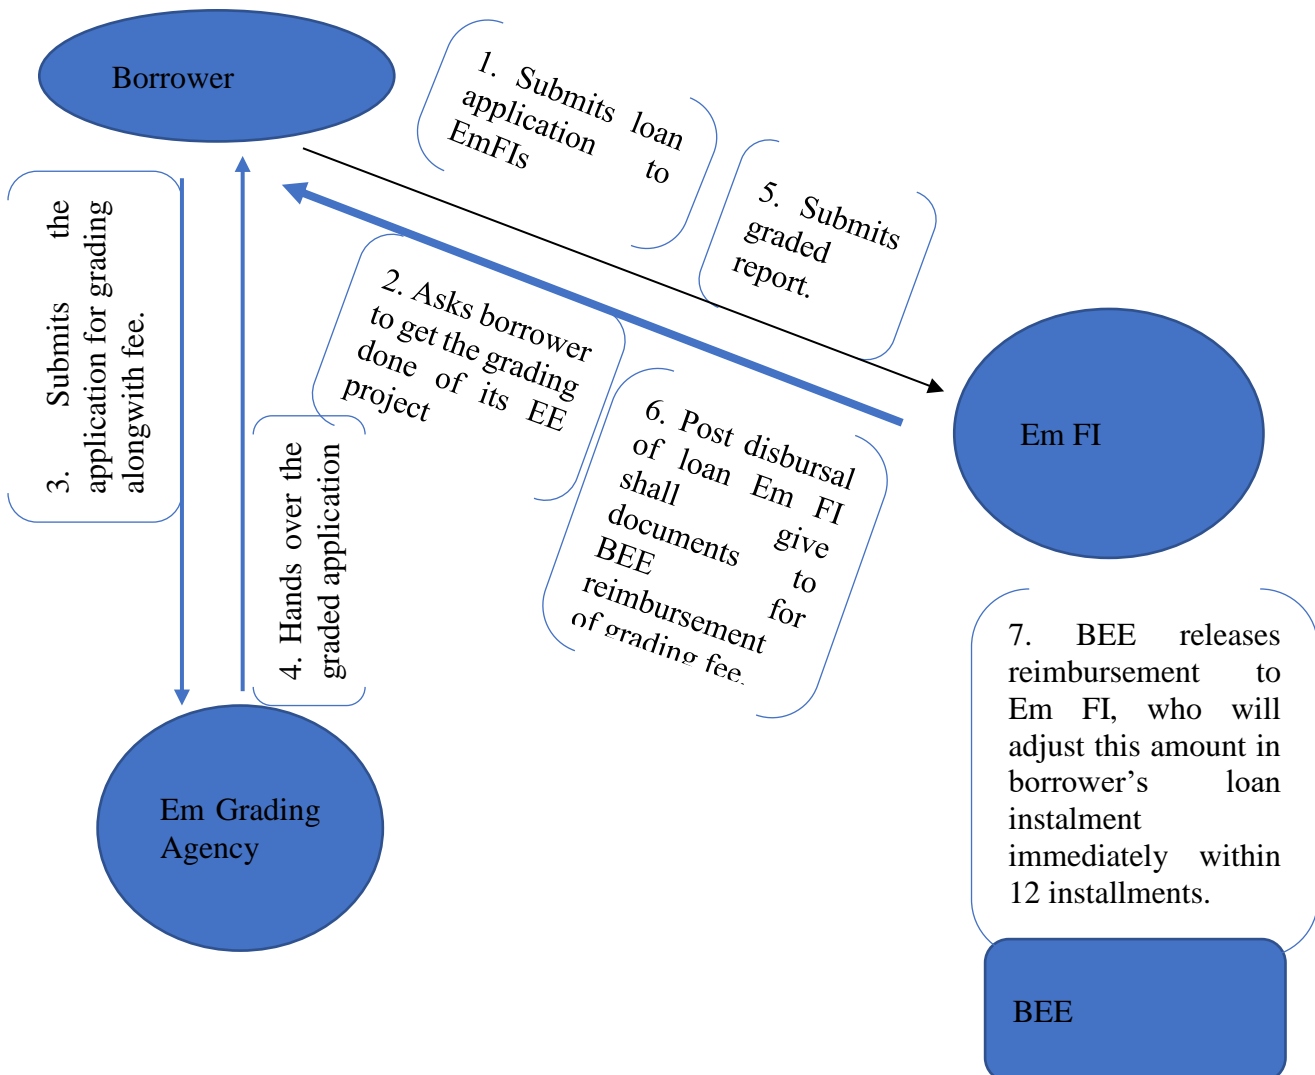 Borrower
1. Submits loan
application to
EmFIs
5. Submits
graded
report.
2. Asks borrower
to get the grading
done of its EE
project
3. Submits the
application for grading
alongwith fee.
4. Hands over the
graded application
6. Post disbursal
of loan Em FI
shall give
documents to
BEE for
reimbursement
of grading fee.
Em FI
Em Grading
Agency
7. BEE releases
reimbursement to
Em FI, who will
adjust this amount in
borrower’s loan
instalment
immediately within
12 installments.
BEE